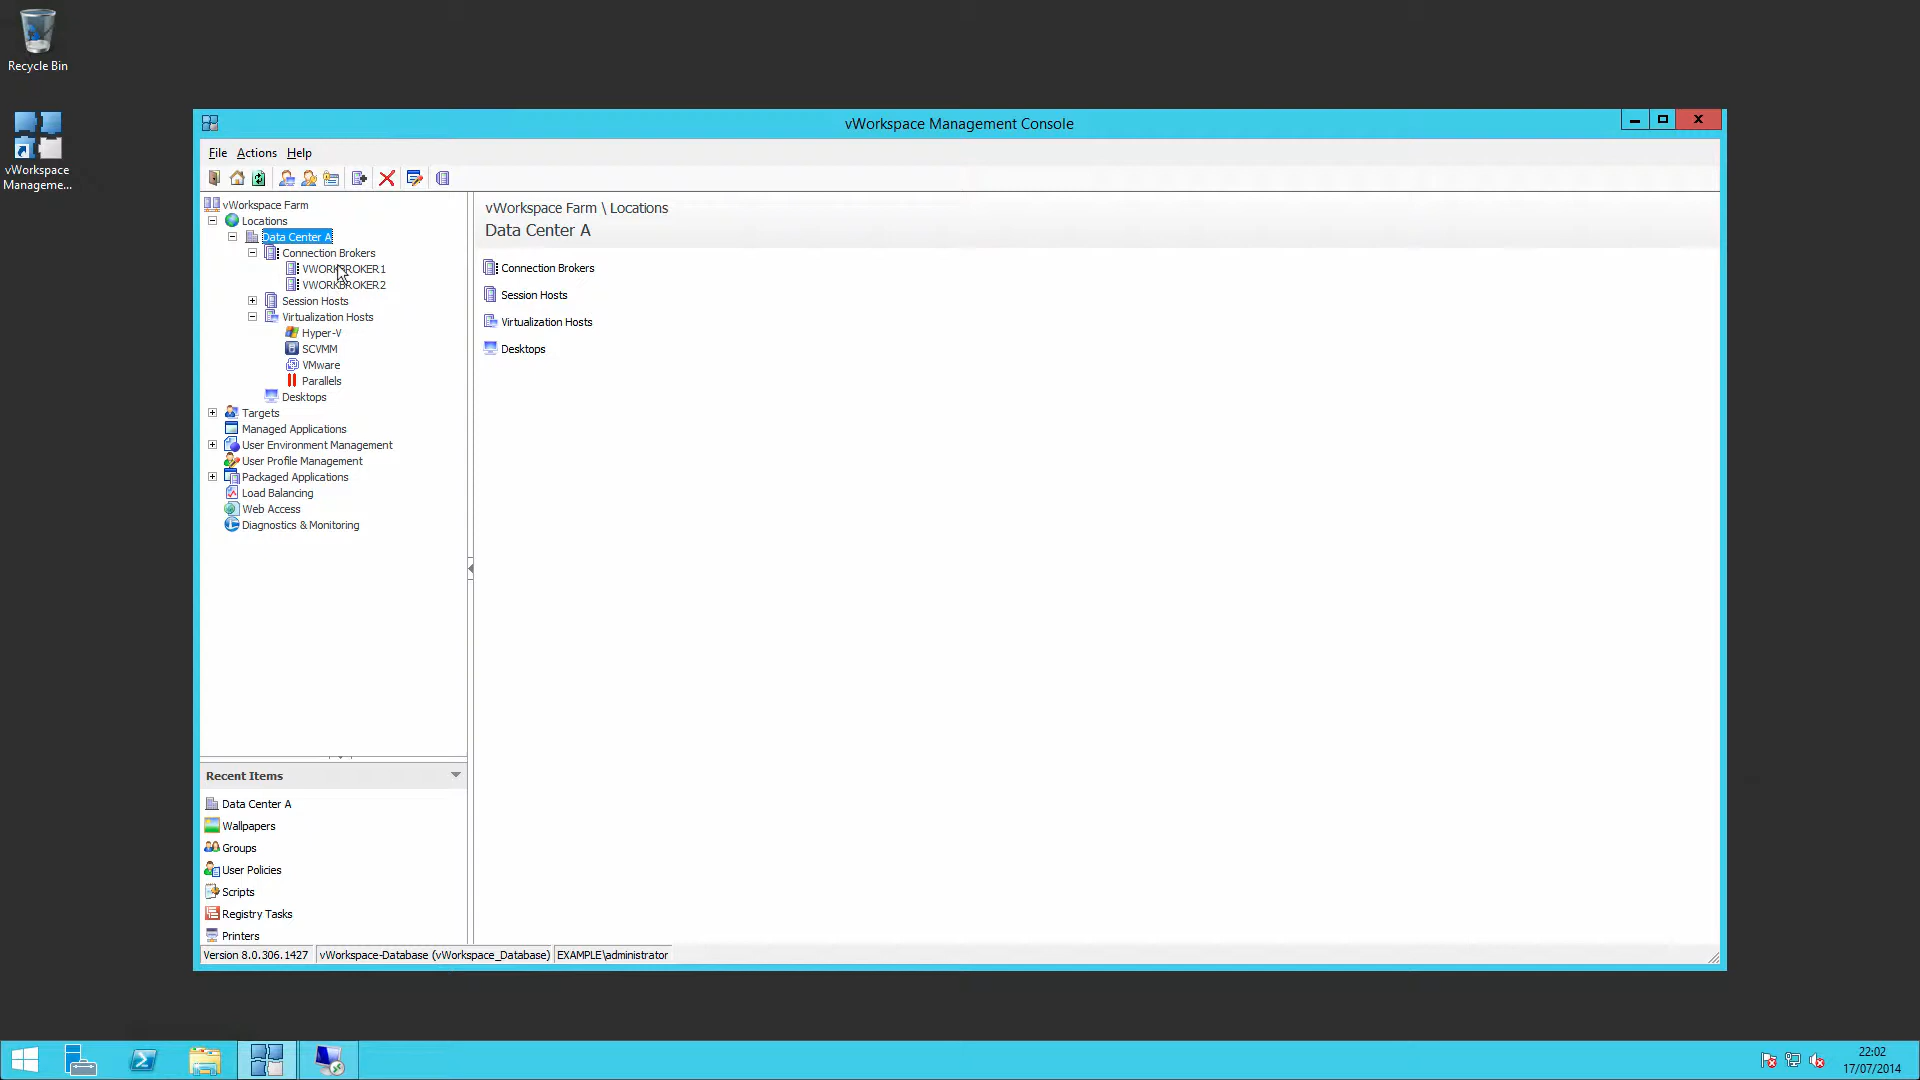 Recycle Bin
vWorkspace
Manageme...
vWorkspace Management Console
File Actions Help
vWorkspace Farm
Locations
Data Center A
Connection Brokers
VWORKBROKER1
VWORKBROKER2
Session Hosts
Virtualization Hosts
Hyper-V
SCVMM
VMware
Parallels
Desktops
Targets
Managed Applications
User Environment Management
User Profile Management
Packaged Applications
Load Balancing
Web Access
Diagnostics & Monitoring
vWorkspace Farm \ Locations
Data Center A
Connection Brokers
Session Hosts
Virtualization Hosts
Desktops
Recent Items
Data Center A
Wallpapers
Groups
User Policies
Scripts
Registry Tasks
Printers
Version 8.0.306.1427 vWorkspace-Database (vWorkspace_Database) EXAMPLE\administrator
22:02
17/07/2014